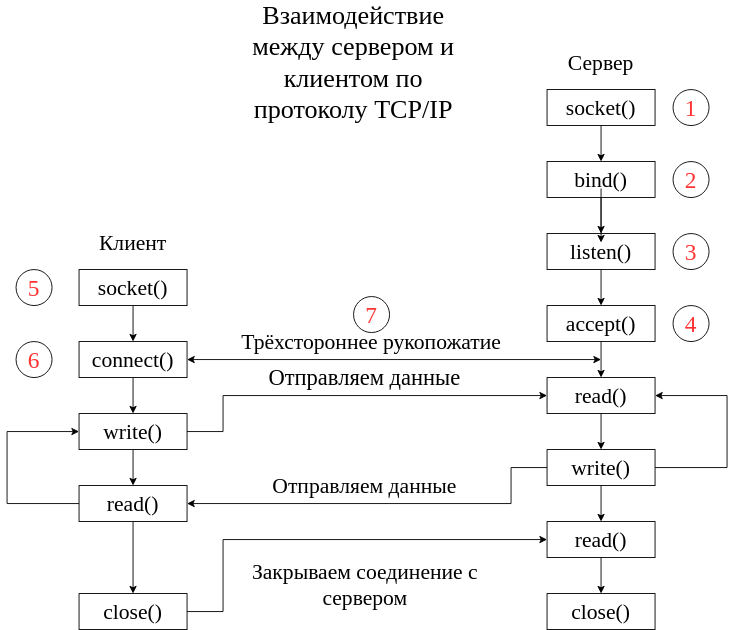 Взаимодействие
между сервером и
клиентом по
протоколу TCP/IP
Сервер
socket()
1
bind()
2
Клиент
listen()
3
5
socket()
7
accept()
4
6
connect()
Трёхстороннее рукопожатие
Отправляем данные
read()
write()
write()
Отправляем данные
read()
read()
Закрываем соединение с
сервером
close()
close()